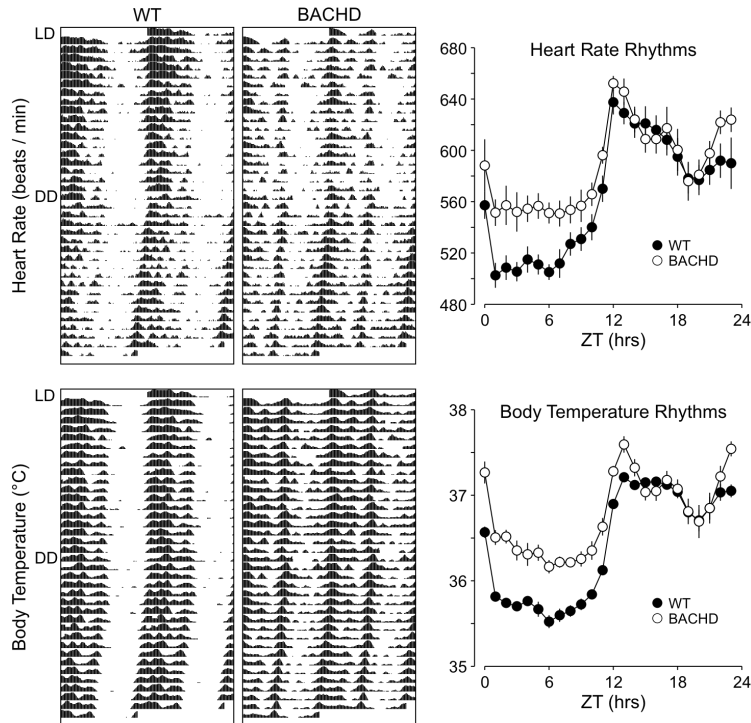 WT BACHD
LD
DD
Heart Rate (beats / min)
Heart Rate Rhythms
680
640
600
560
520
480
WT
BACHD
0 6 12 18 24
ZT (hrs)
LD
DD
Body Temperature (°C)
Body Temperature Rhythms
38
37
36
35
WT
BACHD
0 6 12 18 24
ZT (hrs)